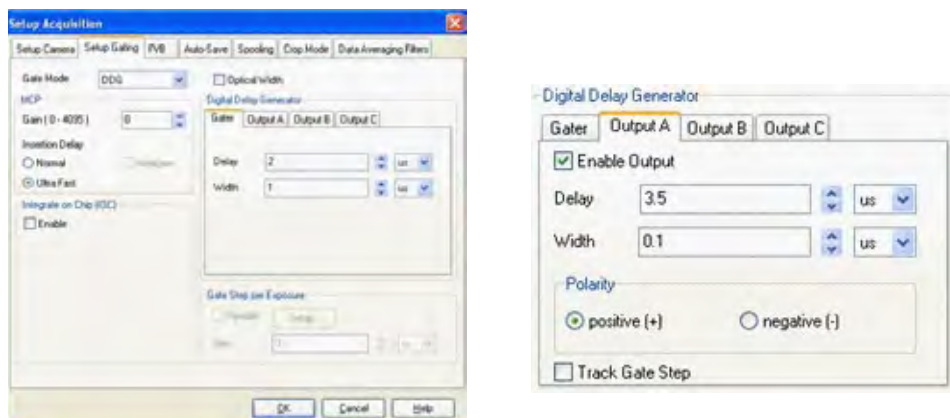 Setup Acquisition
Setup Camera Setup Gating FVB Auto-Save Spooling Crop Mode Data Averaging Filters
Gate Mode DDG
Optical Width
MCP
Gain ( 0 - 4095 ) 0
Insertion Delay
Normal
Ultra Fast
Integrate on Chip (IOC)
Enable
Digital Delay Generator
Gater Output A Output B Output C
Delay 2 us
Width 1 us
Gate Step per Exposure
OK Cancel Help
Digital Delay Generator
Gater Output A Output B Output C
Enable Output
Delay 3.5 us
Width 0.1 us
Polarity
positive (+) negative (-)
Track Gate Step